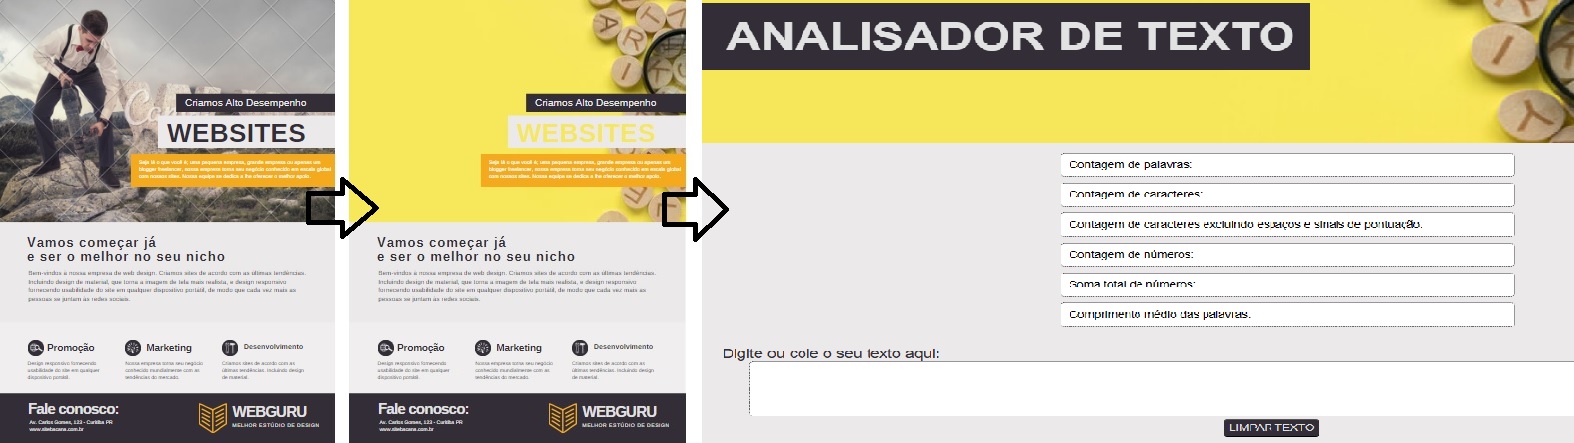 Criamos Alto Desempenho
WEBSITES
Seja lá o que você é, uma pequena empresa, grande empresa ou apenas um
blogger freelancer, nossa empresa torna seu negócio conhecido em escala global
com nossos sites. Nossa equipe se dedica a lhe oferecer o melhor apoio.
Vamos começar já
e ser o melhor no seu nicho
Bem-vindos à nossa empresa de web design. Criamos sites de acordo com as últimas tendências.
Incluindo design de material, que torna a imagem de tela mais realista, e design responsivo
fornecendo usabilidade do site em qualquer dispositivo portátil, de modo que cada vez mais as
pessoas se juntam às redes sociais.
Promoção
Design responsivo fornecendo
usabilidade do site em qualquer
dispositivo portátil.
Marketing
Nossa empresa torna seu negócio
conhecido mundialmente com as
tendências do mercado.
Desenvolvimento
Criamos sites de acordo com as
últimas tendências. Incluindo design
de material.
Fale conosco:
Av. Carlos Gomes, 123 - Curitiba PR
www.sitebacana.com.br
WEBGURU
MELHOR ESTÚDIO DE DESIGN
Criamos Alto Desempenho
WEBSITES
Seja lá o que você é, uma pequena empresa, grande empresa ou apenas um
blogger freelancer, nossa empresa torna seu negócio conhecido em escala global
com nossos sites. Nossa equipe se dedica a lhe oferecer o melhor apoio.
Vamos começar já
e ser o melhor no seu nicho
Bem-vindos à nossa empresa de web design. Criamos sites de acordo com as últimas tendências.
Incluindo design de material, que torna a imagem de tela mais realista, e design responsivo
fornecendo usabilidade do site em qualquer dispositivo portátil, de modo que cada vez mais as
pessoas se juntam às redes sociais.
Promoção
Design responsivo fornecendo
usabilidade do site em qualquer
dispositivo portátil.
Marketing
Nossa empresa torna seu negócio
conhecido mundialmente com as
tendências do mercado.
Desenvolvimento
Criamos sites de acordo com as
últimas tendências. Incluindo design
de material.
Fale conosco:
Av. Carlos Gomes, 123 - Curitiba PR
www.sitebacana.com.br
WEBGURU
MELHOR ESTÚDIO DE DESIGN
ANALISADOR DE TEXTO
Contagem de palavras:
Contagem de caracteres:
Contagem de caracteres excluindo espaços e sinais de pontuação:
Contagem de números:
Soma total de números:
Comprimento médio das palavras:
Digite ou cole o seu texto aqui:
LIMPAR TEXTO